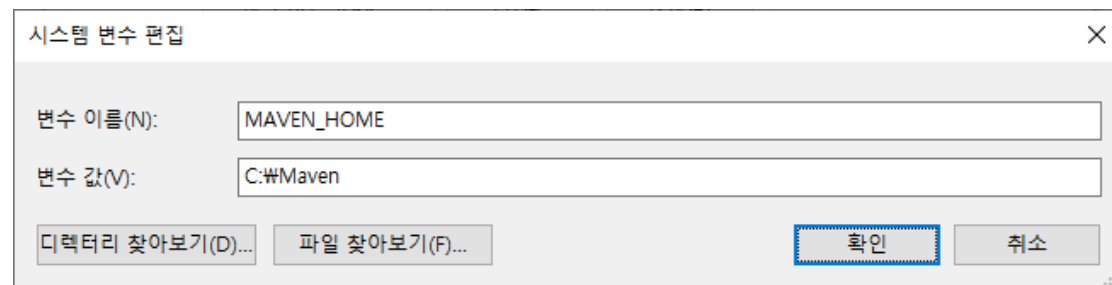 시스템 변수 편집
변수 이름(N): MAVEN_HOME
변수 값(V): C:₩Maven
디렉터리 찾아보기(D)... 파일 찾아보기(F)... 확인 취소